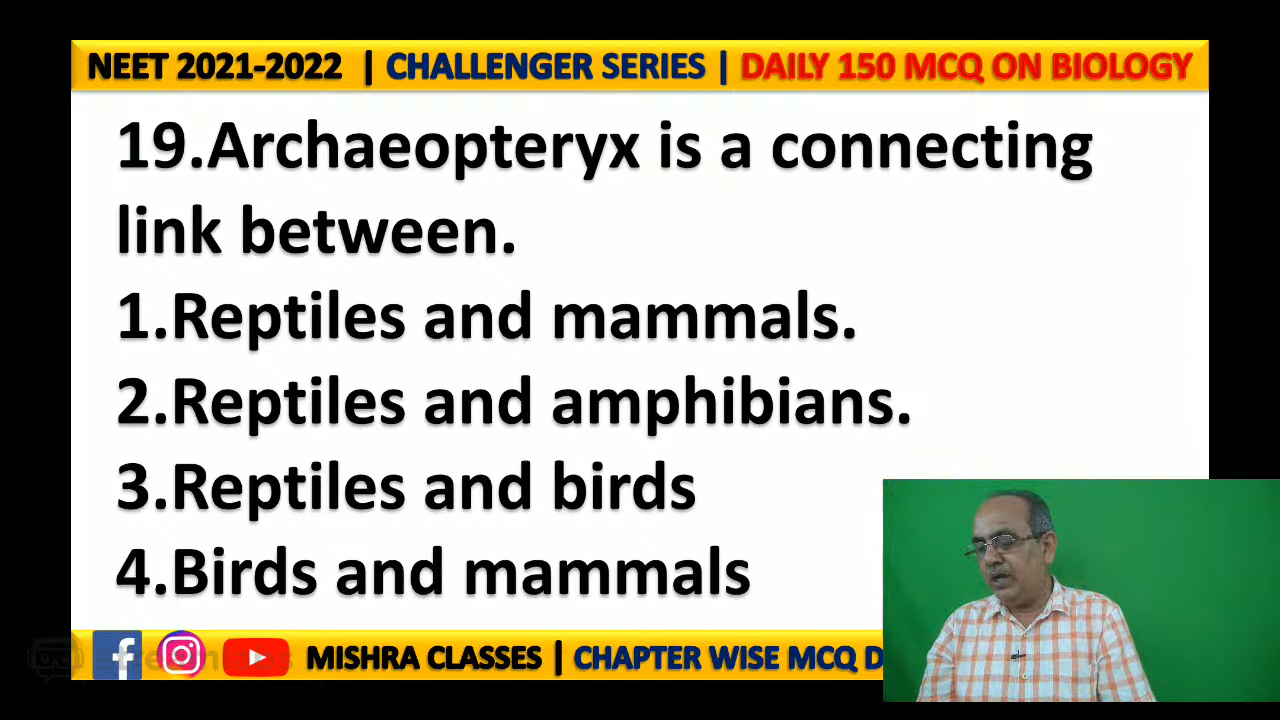 NEET 2021-2022 | CHALLENGER SERIES | DAILY 150 MCQ ON BIOLOGY
19.Archaeopteryx is a connecting
link between.
1.Reptiles and mammals.
2.Reptiles and amphibians.
3.Reptiles and birds
4.Birds and mammals
MISHRA CLASSES | CHAPTER WISE MCQ D